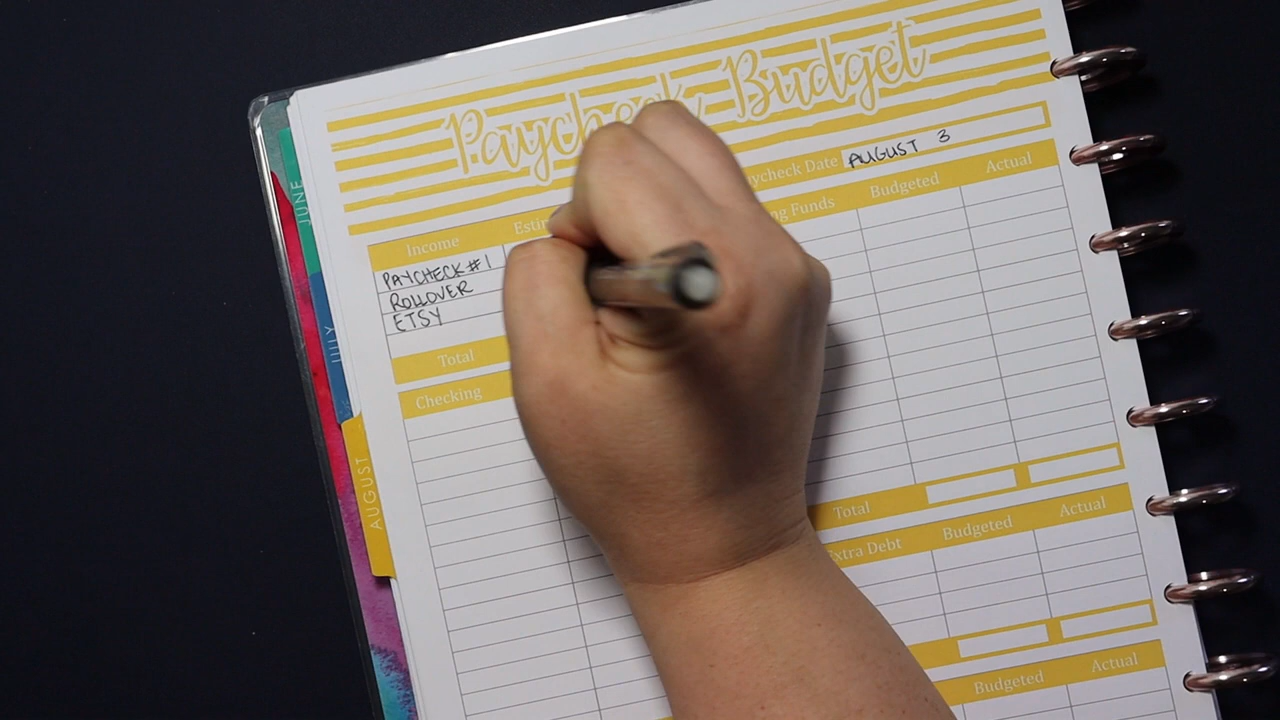 Paycheck Budget
Paycheck Date AUGUST 3
Income
Funds Budgeted Actual
PAYCHECK #1
ROLLOVER
ETSY
Total
Checking
Total
Extra Debt Budgeted Actual
Budgeted Actual
JUNE
JULY
AUGUST